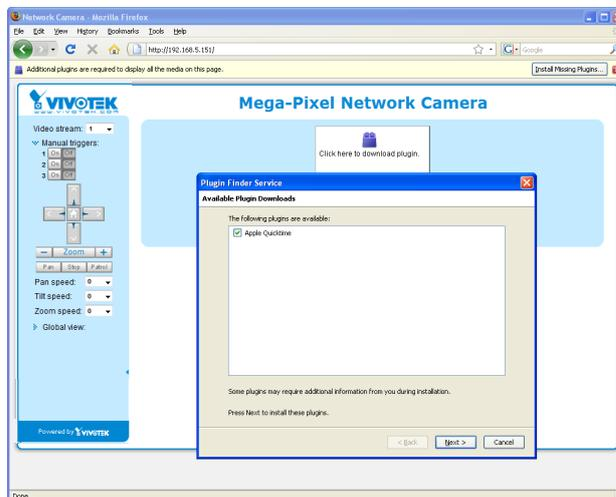 Network Camera - Mozilla Firefox
File Edit View History Bookmarks Tools Help
http://192.168.5.151/
G Google
Additional plugins are required to display all the media on this page.
Install Missing Plugins...
VIVOTEK
www.vivotek.com
Mega-Pixel Network Camera
Video stream: 1
Manual triggers:
1 On Off
2 On Off
3 On Off
Click here to download plugin.
Zoom
Pan Stop Patrol
Pan speed: 0
Tilt speed: 0
Zoom speed: 0
Global view:
Powered by VIVOTEK
Plugin Finder Service
Available Plugin Downloads
The following plugins are available:
Apple Quicktime
Some plugins may require additional information from you during installation.
Press Next to install these plugins.
< Back Next > Cancel
Done